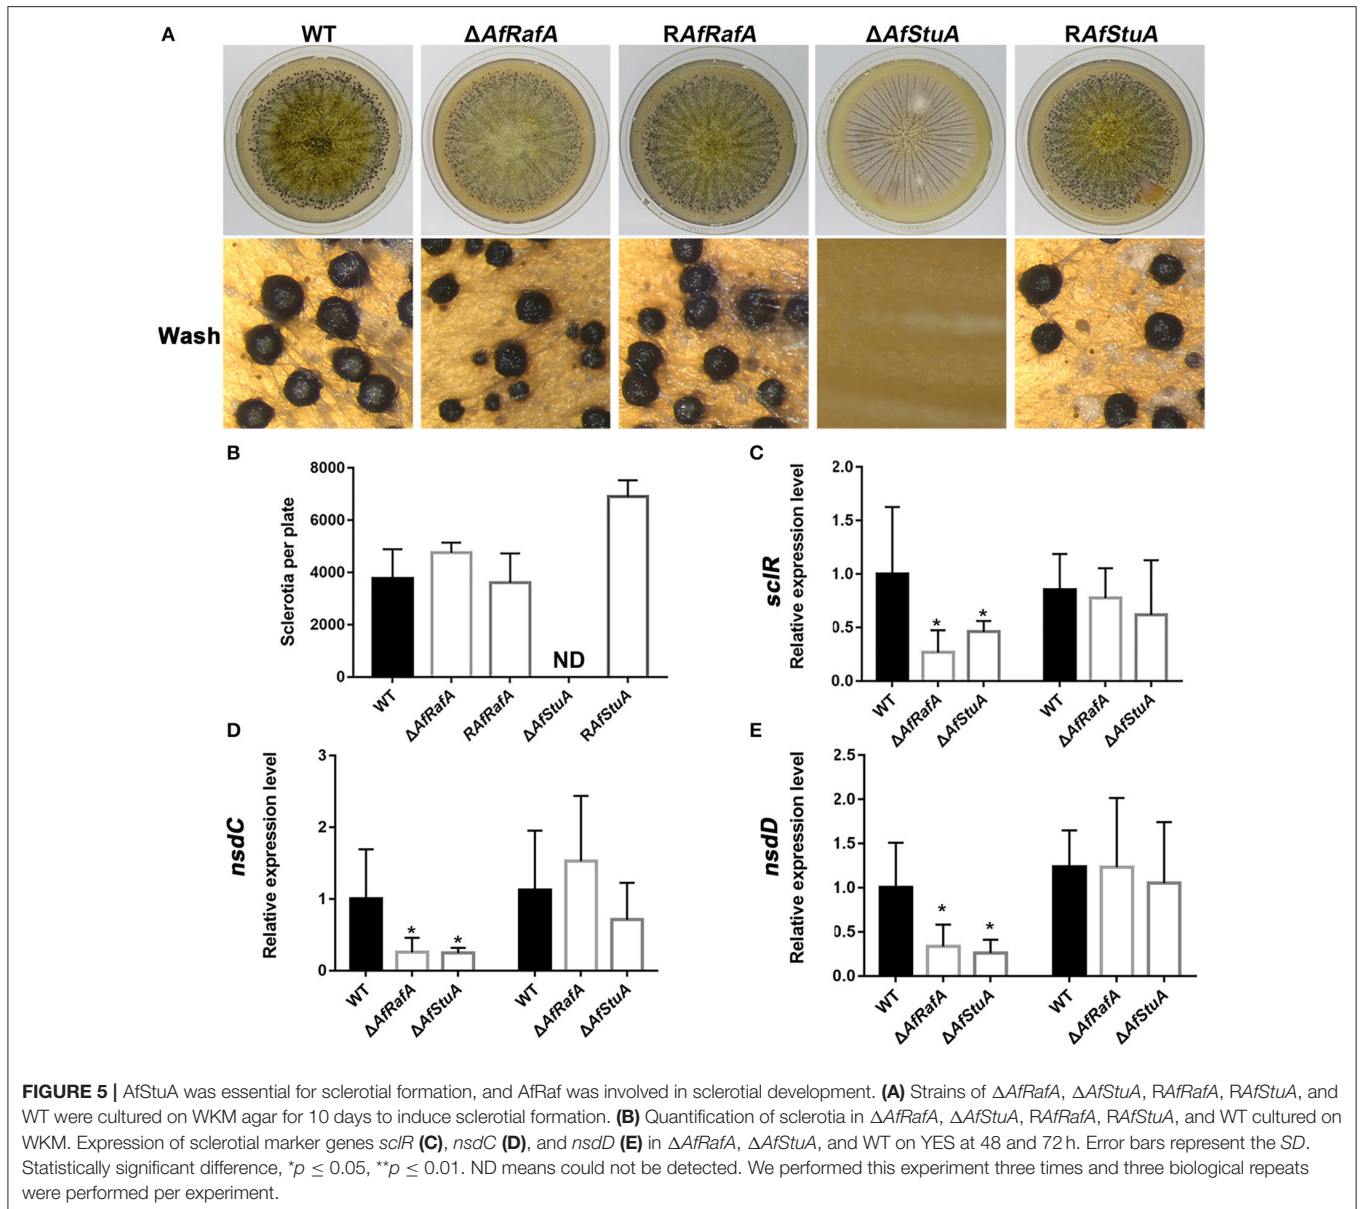 A
WT
ΔAfRafA
RAfRafA
ΔAfStuA
RAfStuA
Wash
B
Sclerotia per plate
8000
6000
4000
2000
0
ND
WT
ΔAfRafA
RAfRafA
ΔAfStuA
RAfStuA
C
sclR
Relative expression level
2.0
1.5
1.0
0.5
0.0
*
*
WT
ΔAfRafA
ΔAfStuA
WT
ΔAfRafA
ΔAfStuA
D
nsdC
Relative expression level
3
2
1
0
*
*
WT
ΔAfRafA
ΔAfStuA
WT
ΔAfRafA
ΔAfStuA
E
nsdD
Relative expression level
2.5
2.0
1.5
1.0
0.5
0.0
*
*
WT
ΔAfRafA
ΔAfStuA
WT
ΔAfRafA
ΔAfStuA
FIGURE 5 | AfStuA was essential for sclerotial formation, and AfRaf was involved in sclerotial development. (A) Strains of ΔAfRafA, ΔAfStuA, RAfRafA, RAfStuA, and
WT were cultured on WKM agar for 10 days to induce sclerotial formation. (B) Quantification of sclerotia in ΔAfRafA, ΔAfStuA, RAfRafA, RAfStuA, and WT cultured on
WKM. Expression of sclerotial marker genes sclR (C), nsdC (D), and nsdD (E) in ΔAfRafA, ΔAfStuA, and WT on YES at 48 and 72 h. Error bars represent the SD.
Statistically significant difference, *p ≤ 0.05, **p ≤ 0.01. ND means could not be detected. We performed this experiment three times and three biological repeats
were performed per experiment.